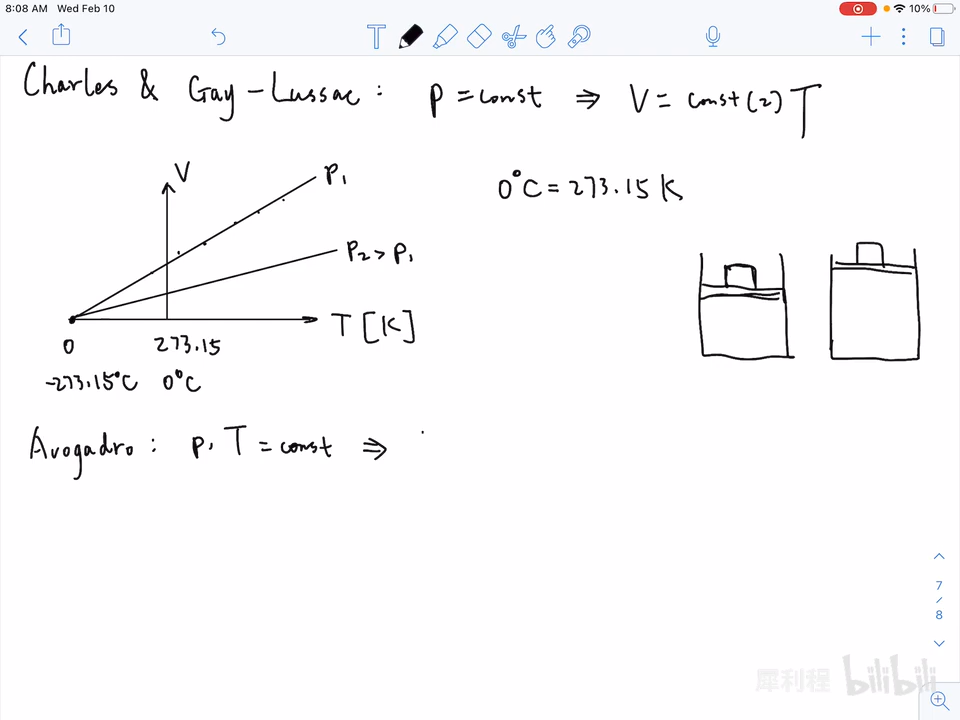 8:08 AM Wed Feb 10
10%
Charles & Gay-Lussac : P = const ⇒ V = const(2) T
V
P₁
0°C = 273.15 K
P₂ > P₁
T [K]
0 273.15
-273.15°C 0°C
Avogadro : P, T = const ⇒
7
/
8
犀利程 bilibili